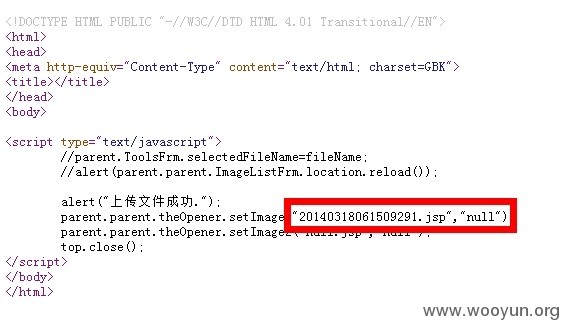 <!DOCTYPE HTML PUBLIC "-//W3C//DTD HTML 4.01 Transitional//EN">
<html>
<head>
<meta http-equiv="Content-Type" content="text/html; charset=GBK">
<title></title>
</head>
<body>
<script type="text/javascript">
//parent.ToolsFrm.selectedFileName=fileName;
//alert(parent.parent.ImageListFrm.location.reload());
alert("上传文件成功.");
parent.parent.theOpener.setImage "20140318061509291.jsp","null")
parent.parent.theOpener.setImage2("null.jsp","null");
top.close();
</script>
</body>
</html>
www.wooyun.org